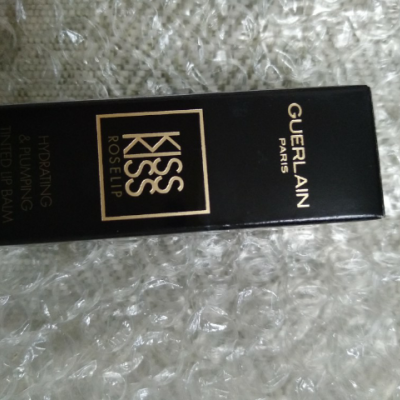 GUERLAIN
PARIS
KISS
KISS
ROSELIP
HYDRATING
& PLUMPING
TINTED LIP BALM